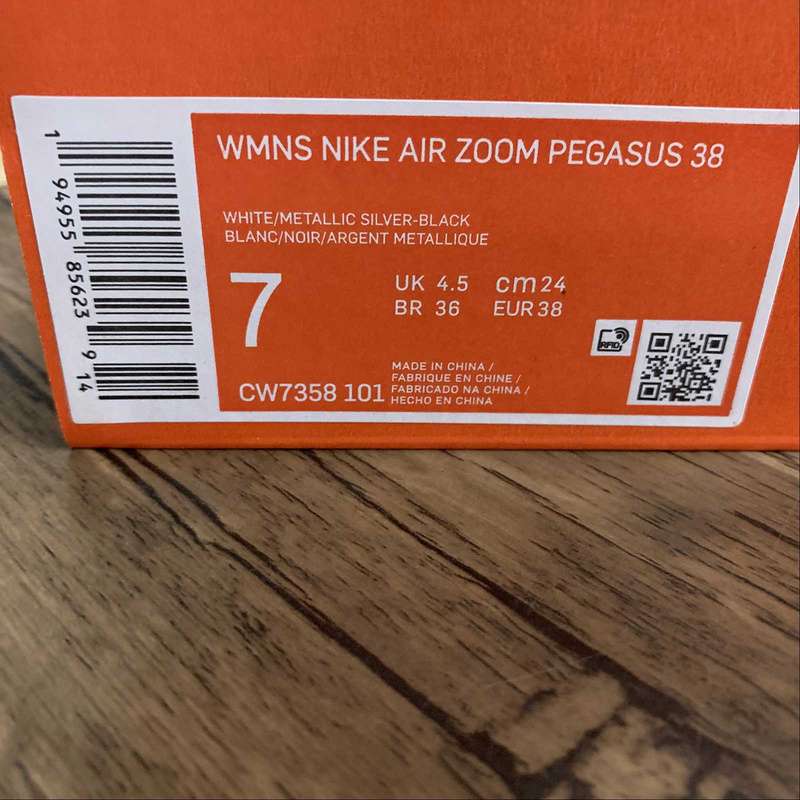 WMNS NIKE AIR ZOOM PEGASUS 38
WHITE/METALLIC SILVER-BLACK
BLANC/NOIR/ARGENT METALLIQUE
7
UK 4.5 cm 24
BR 36 EUR 38
CW7358 101
MADE IN CHINA /
FABRIQUE EN CHINE /
FABRICADO NA CHINA /
HECHO EN CHINA
RFID
1 94955 85623 9 14